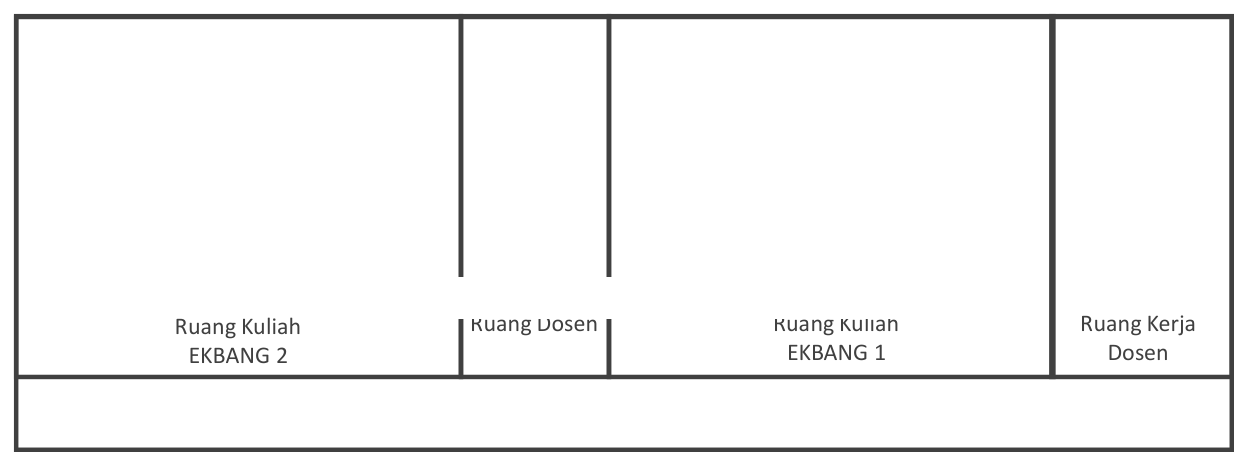 Ruang Kuliah
EKBANG 2
Ruang Dosen
Ruang Kuliah
EKBANG 1
Ruang Kerja
Dosen